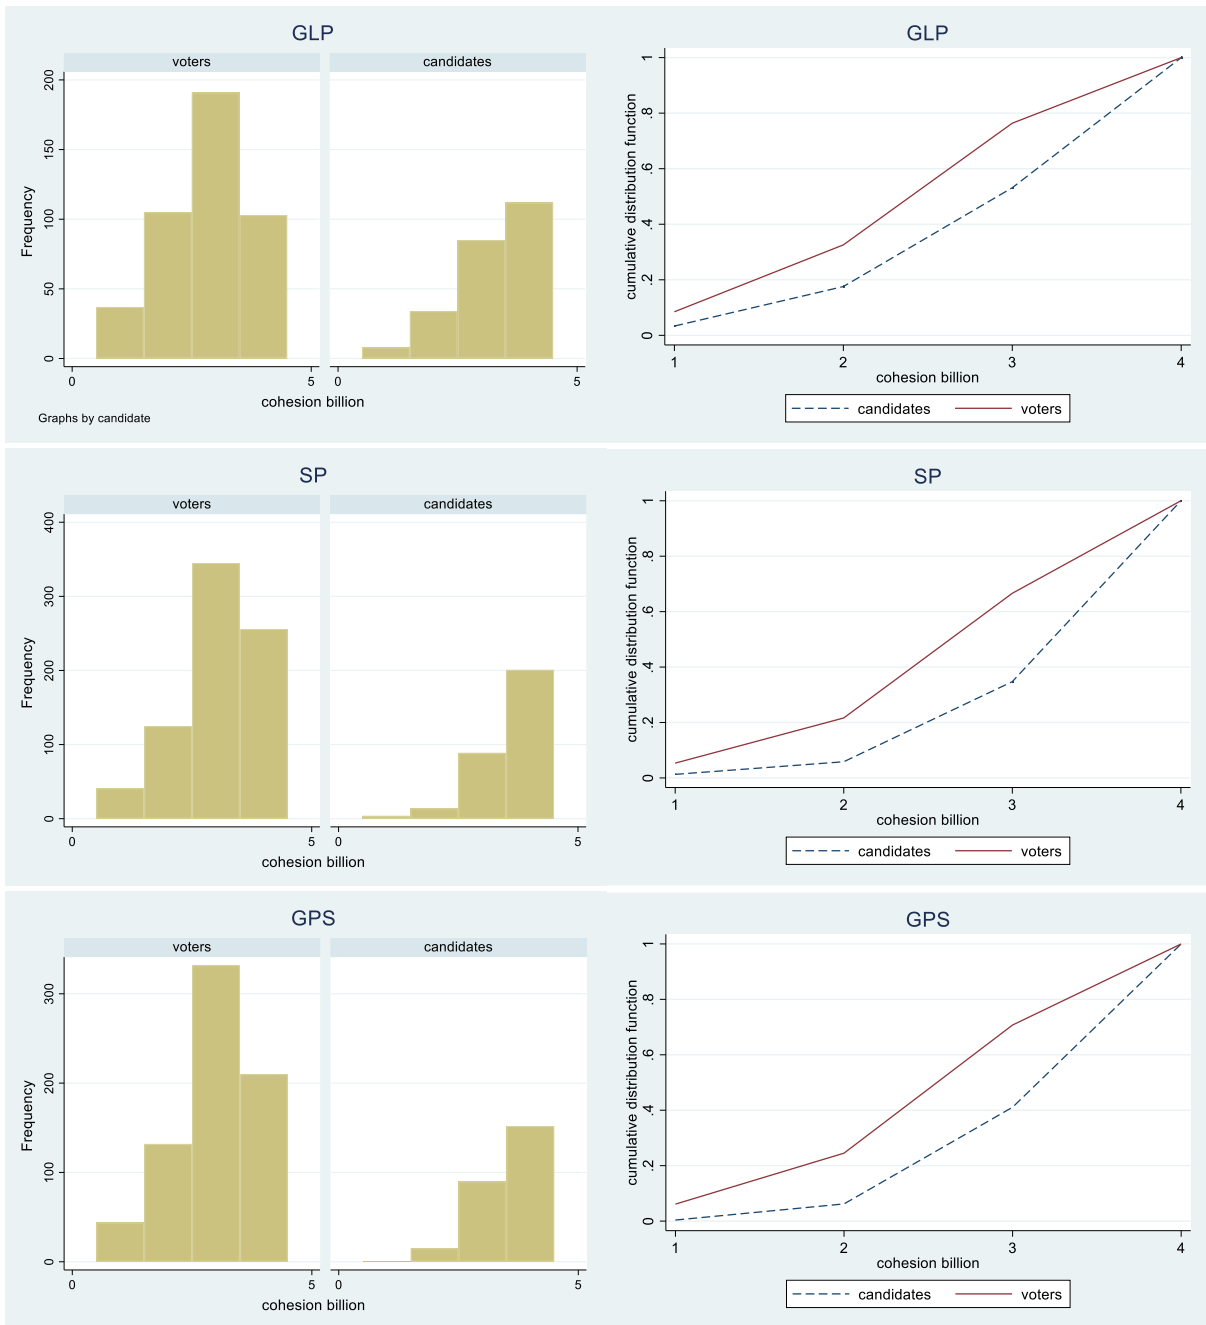 GLP
voters
candidates
Frequency
200
150
100
50
0
0
5
0
5
cohesion billion
Graphs by candidate
GLP
cumulative distribution function
1
.8
.6
.4
.2
0
1
2
3
4
cohesion billion
candidates
voters
SP
voters
candidates
Frequency
400
300
200
100
0
0
5
0
5
cohesion billion
SP
cumulative distribution function
1
.8
.6
.4
.2
0
1
2
3
4
cohesion billion
candidates
voters
GPS
voters
candidates
Frequency
300
200
100
0
0
5
0
5
cohesion billion
GPS
cumulative distribution function
1
.8
.6
.4
.2
0
1
2
3
4
cohesion billion
candidates
voters